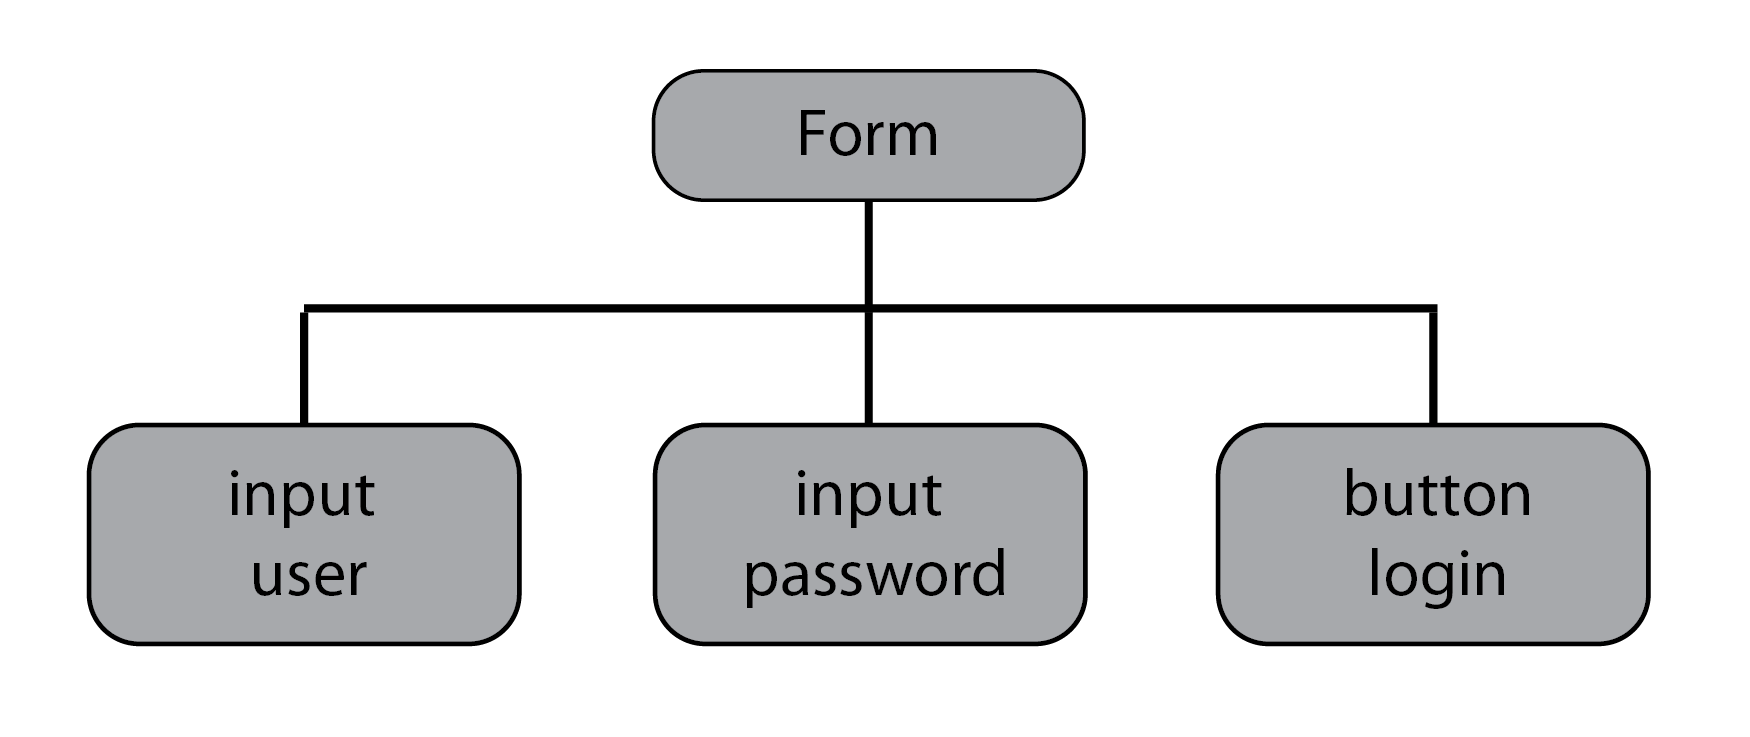 Form
input
user
input
password
button
login